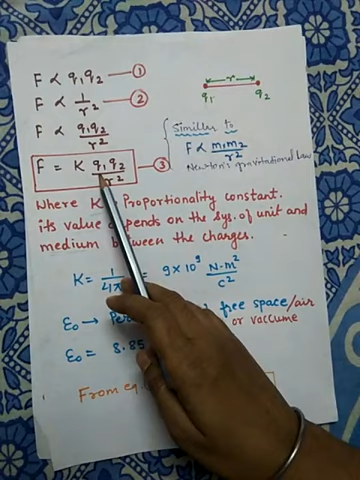 F ∝ q₁q₂ — ①
F ∝ 1/r²
— ②
F ∝ q₁q₂/r²
F = K q₁q₂/r² — ③
r
q₁ q₂
Similar to
F ∝ m₁m₂/r²
Newton's gravitational Law
Where K Proportionality constant.
its value depends on the Sys. of unit and
medium between the charges.
K = 1/4π = 9 × 10⁹ N-m²/C²
ε₀ → free space/air
or vaccume
ε₀ = 8.85
From eq.